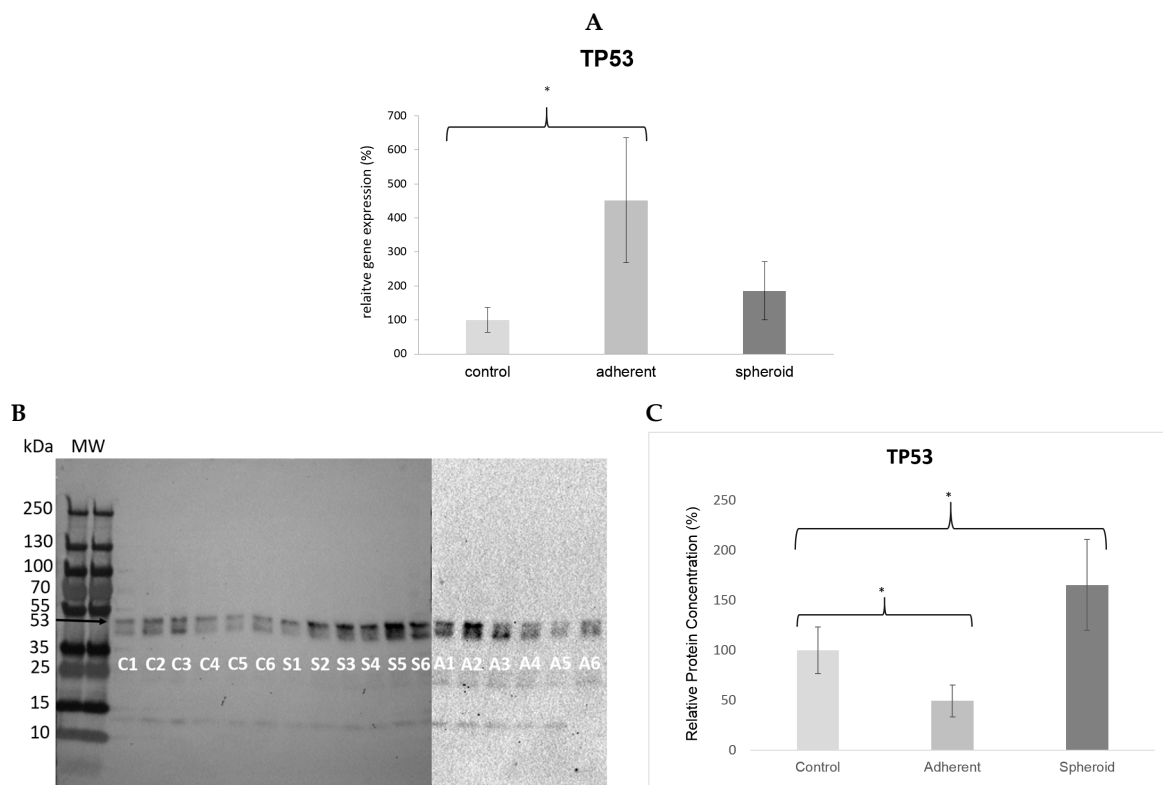 A
TP53
*
relaitve gene expression (%)
700
600
500
400
300
200
100
00
control adherent spheroid
B
kDa MW
250
130
100
70
55
53
35
25
15
10
C1 C2 C3 C4 C5 C6 S1 S2 S3 S4 S5 S6 A1 A2 A3 A4 A5 A6
C
TP53
*
*
Relative Protein Concentration (%)
250
200
150
100
50
0
Control Adherent Spheroid